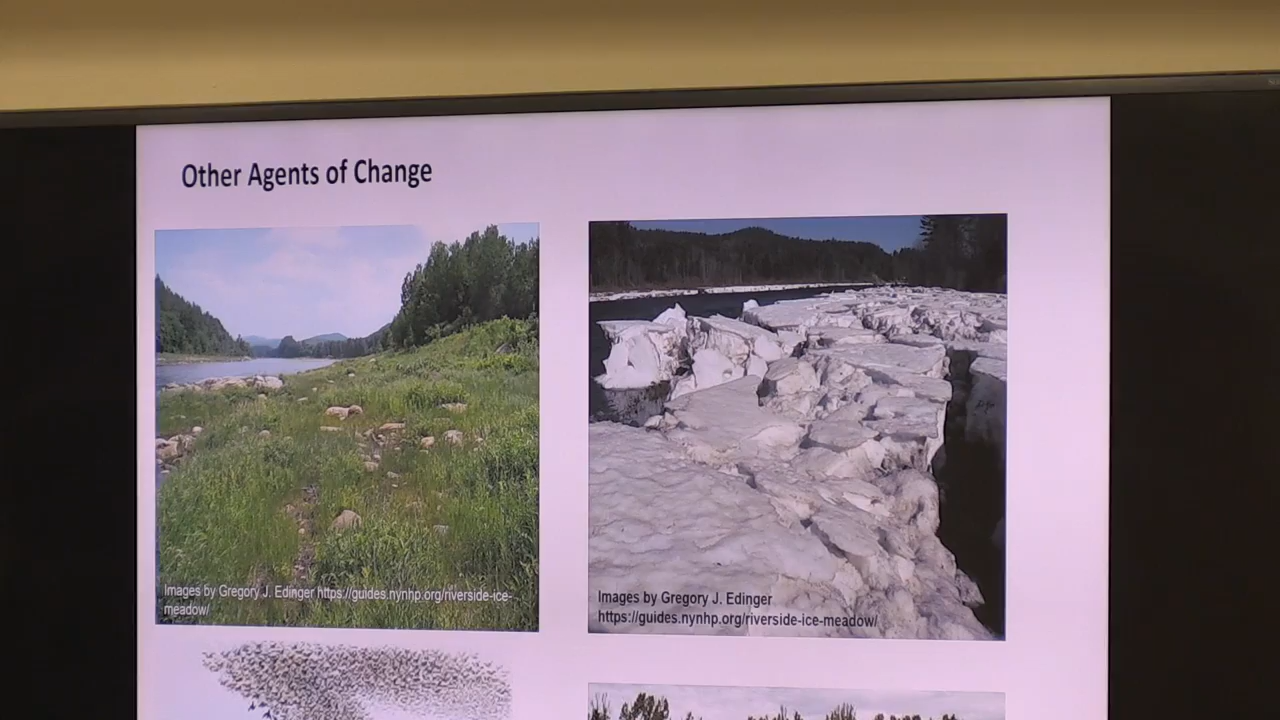 Other Agents of Change
Images by Gregory J. Edinger https://guides.nynhp.org/riverside-ice-
meadow/
Images by Gregory J. Edinger
https://guides.nynhp.org/riverside-ice-meadow/